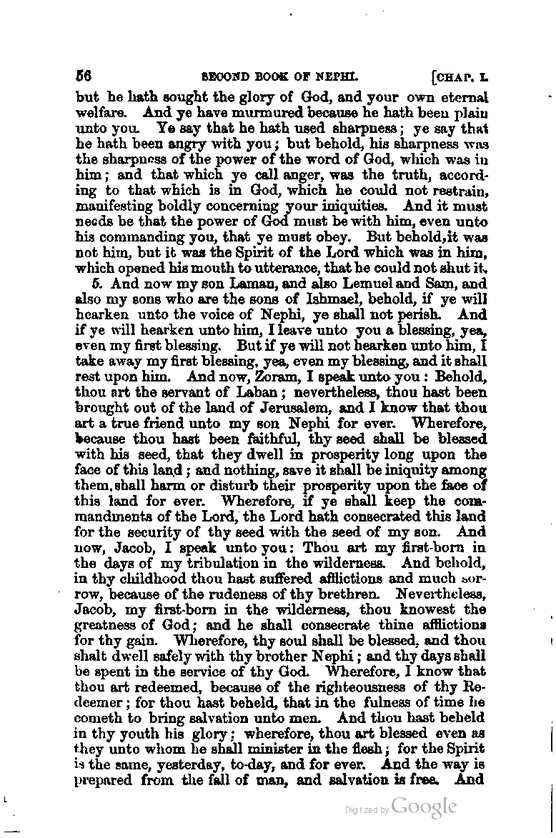 56 SECOND BOOK OF NEPHI. [CHAP. I.
but he hath sought the glory of God, and your own eternal
welfare. And ye have murmured because he hath been plain
unto you. Ye say that he hath used sharpness; ye say that
he hath been angry with you; but behold, his sharpness was
the sharpness of the power of the word of God, which was in
him; and that which ye call anger, was the truth, accord-
ing to that which is in God, which he could not restrain,
manifesting boldly concerning your iniquities. And it must
needs be that the power of God must be with him, even unto
his commanding you, that ye must obey. But behold, it was
not him, but it was the Spirit of the Lord which was in him,
which opened his mouth to utterance, that he could not shut it.
5. And now my son Laman, and also Lemuel and Sam, and
also my sons who are the sons of Ishmael, behold, if ye will
hearken unto the voice of Nephi, ye shall not perish. And
if ye will hearken unto him, I leave unto you a blessing, yea,
even my first blessing. But if ye will not hearken unto him, I
take away my first blessing, yea, even my blessing, and it shall
rest upon him. And now, Zoram, I speak unto you: Behold,
thou art the servant of Laban; nevertheless, thou hast been
brought out of the land of Jerusalem, and I know that thou
art a true friend unto my son Nephi for ever. Wherefore,
because thou hast been faithful, thy seed shall be blessed
with his seed, that they dwell in prosperity long upon the
face of this land; and nothing, save it shall be iniquity among
them, shall harm or disturb their prosperity upon the face of
this land for ever. Wherefore, if ye shall keep the com-
mandments of the Lord, the Lord hath consecrated this land
for the security of thy seed with the seed of my son. And
now, Jacob, I speak unto you: Thou art my first-born in
the days of my tribulation in the wilderness. And behold,
in thy childhood thou hast suffered afflictions and much sor-
row, because of the rudeness of thy brethren. Nevertheless,
Jacob, my first-born in the wilderness, thou knowest the
greatness of God; and he shall consecrate thine afflictions
for thy gain. Wherefore, thy soul shall be blessed, and thou
shalt dwell safely with thy brother Nephi; and thy days shall
be spent in the service of thy God. Wherefore, I know that
thou art redeemed, because of the righteousness of thy Re-
deemer; for thou hast beheld, that in the fulness of time he
cometh to bring salvation unto men. And thou hast beheld
in thy youth his glory; wherefore, thou art blessed even as
they unto whom he shall minister in the flesh; for the Spirit
is the same, yesterday, to-day, and for ever. And the way is
prepared from the fall of man, and salvation is free. And
Digitized by Google